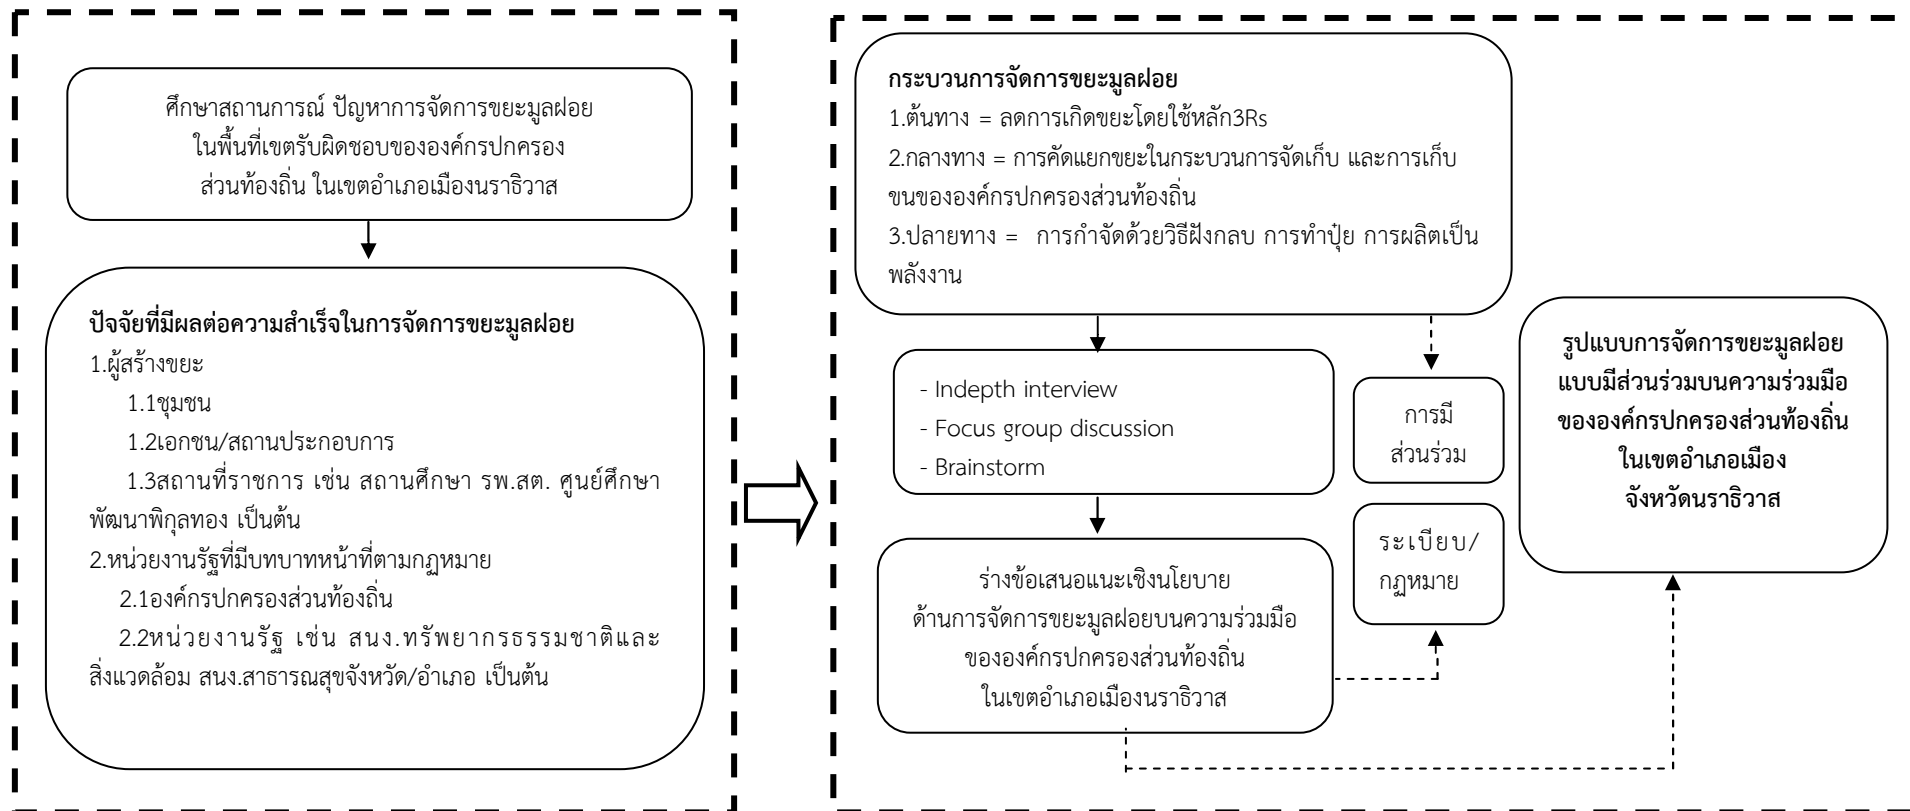 ศึกษาสถานการณ์ ปัญหาการจัดการขยะมูลฝอย
ในพื้นที่เขตรับผิดชอบขององค์กรปกครอง
ส่วนท้องถิ่น ในเขตอำเภอเมืองนราธิวาส
ปัจจัยที่มีผลต่อความสำเร็จในการจัดการขยะมูลฝอย
1.ผู้สร้างขยะ
1.1ชุมชน
1.2เอกชน/สถานประกอบการ
1.3สถานที่ราชการ เช่น สถานศึกษา รพ.สต. ศูนย์ศึกษา
พัฒนาพิกุลทอง เป็นต้น
2.หน่วยงานรัฐที่มีบทบาทหน้าที่ตามกฎหมาย
2.1องค์กรปกครองส่วนท้องถิ่น
2.2หน่วยงานรัฐ เช่น สนง.ทรัพยากรธรรมชาติและ
สิ่งแวดล้อม สนง.สาธารณสุขจังหวัด/อำเภอ เป็นต้น
กระบวนการจัดการขยะมูลฝอย
1.ต้นทาง = ลดการเกิดขยะโดยใช้หลัก3Rs
2.กลางทาง = การคัดแยกขยะในกระบวนการจัดเก็บ และการเก็บ
ขนขององค์กรปกครองส่วนท้องถิ่น
3.ปลายทาง = การกำจัดด้วยวิธีฝังกลบ การทำปุ๋ย การผลิตเป็น
พลังงาน
- Indepth interview
- Focus group discussion
- Brainstorm
การมี
ส่วนร่วม
ระเบียบ/
กฎหมาย
ร่างข้อเสนอแนะเชิงนโยบาย
ด้านการจัดการขยะมูลฝอยบนความร่วมมือ
ขององค์กรปกครองส่วนท้องถิ่น
ในเขตอำเภอเมืองนราธิวาส
รูปแบบการจัดการขยะมูลฝอย
แบบมีส่วนร่วมบนความร่วมมือ
ขององค์กรปกครองส่วนท้องถิ่น
ในเขตอำเภอเมือง
จังหวัดนราธิวาส